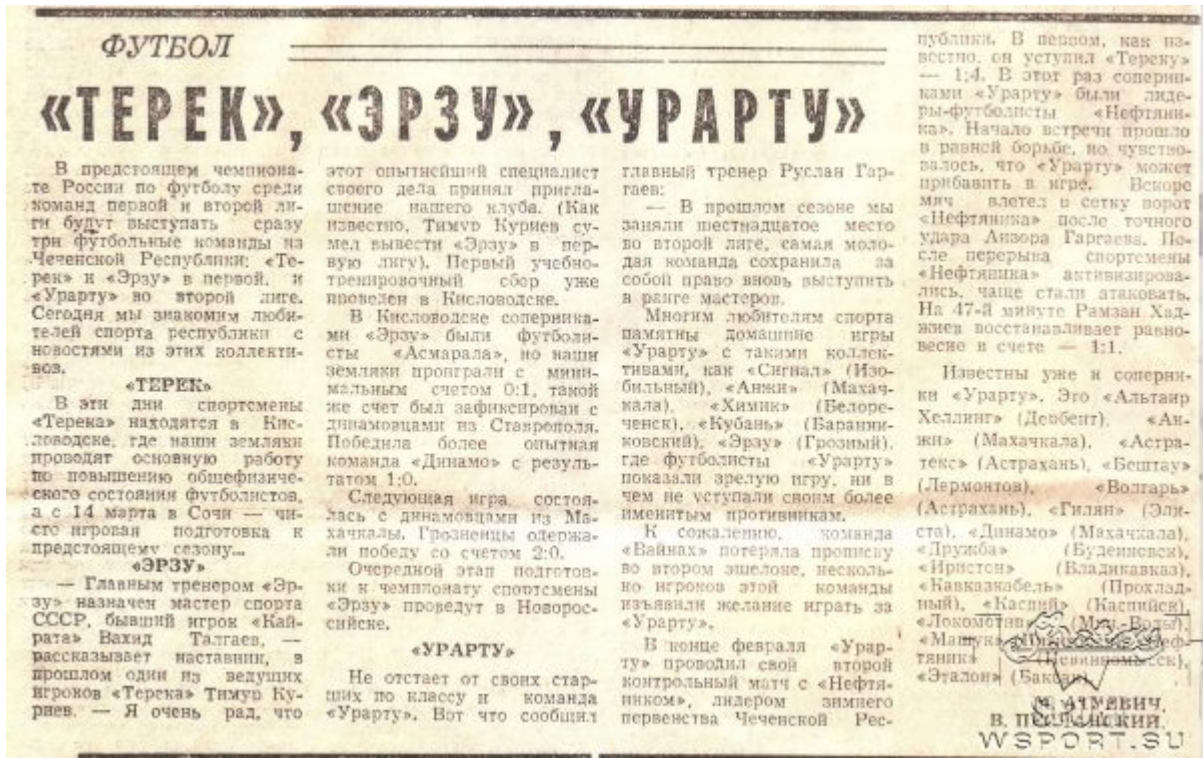 ФУТБОЛ
«ТЕРЕК», «ЭРЗУ», «УРАРТУ»
В предстоящем чемпиона-
те России по футболу среди
команд первой и второй ли-
ги будут выступать сразу
три футбольные команды из
Чеченской Республики: «Те-
рек» и «Эрзу» в первой, и
«Урарту» во второй лиге.
Сегодня мы знакомим люби-
телей спорта республики с
новостями из этих коллекти-
вов.
«ТЕРЕК»
В эти дни спортсмены
«Терека» находятся в Кис-
ловодске, где наши земляки
проводят основную работу
по повышению общефизиче-
ского состояния футболистов,
а с 14 марта в Сочи — чи-
сто игровая подготовка к
предстоящему сезону...
«ЭРЗУ»
— Главным тренером «Эр-
зу» назначен мастер спорта
СССР, бывший игрок «Кай-
рата» Вахид Талгаев, —
рассказывает наставник, в
прошлом один из ведущих
игроков «Терека» Тимур Ку-
риев. — Я очень рад, что
этот опытнейший специалист
своего дела принял пригла-
шение нашего клуба. (Как
известно, Тимур Куриев су-
мел вывести «Эрзу» в пер-
вую лигу). Первый учебно-
тренировочный сбор уже
проведен в Кисловодске.
В Кисловодске соперника-
ми «Эрзу» были футболи-
сты «Асмарала», но наши
земляки проиграли с мини-
мальным счетом 0:1, такой
же счет был зафиксирован с
динамовцами из Ставрополя.
Победила более опытная
команда «Динамо» с резуль-
татом 1:0.
Следующая игра состоя-
лась с динамовцами из Ма-
хачкалы. Грозненцы одержа-
ли победу со счетом 2:0.
Очередной этап подготов-
ки к чемпионату спортсмены
«Эрзу» проведут в Новорос-
сийске.
«УРАРТУ»
Не отстает от своих стар-
ших по классу и команда
«Урарту». Вот что сообщил
главный тренер Руслан Гар-
гаев:
— В прошлом сезоне мы
заняли шестнадцатое место
во второй лиге, самая моло-
дая команда сохранила за
собой право вновь выступить
в ранге мастеров.
Многим любителям спорта
памятны домашние игры
«Урарту» с такими коллек-
тивами, как «Сигнал» (Изо-
бильный), «Анжи» (Махач-
кала), «Химик» (Белоре-
ченск), «Кубань» (Бараннн-
ковский), «Эрзу» (Грозный),
где футболисты «Урарту»
показали зрелую игру, ни в
чем не уступали своим более
именитым противникам.
К сожалению, команда
«Вайнах» потеряла прописку
во втором эшелоне, несколь-
ко игроков этой команды
изъявили желание играть за
«Урарту».
В конце февраля «Урар-
ту» проводил свой второй
контрольный матч с «Нефтя-
ником», лидером зимнего
первенства Чеченской Рес-
публики. В первом, как из-
вестно, он уступил «Тереку»
— 1:4. В этот раз соперни-
ками «Урарту» были лиде-
ры-футболисты «Нефтяни-
ка». Начало встречи прошло
в равной борьбе, но чувство-
валось, что «Урарту» может
прибавить в игре. Вскоре
мяч влетел в сетку ворот
«Нефтяника» после точного
удара Анзора Гаргаева. По-
сле перерыва спортсмены
«Нефтяника» активизирова-
лись, чаще стали атаковать.
На 47-й минуте Рамзан Хад-
жиев восстанавливает равно-
весие в счете — 1:1.
Известны уже и соперни-
ки «Урарту». Это «Альтаир
Хеллинг» (Дербент), «Ан-
жи» (Махачкала), «Астра-
текс» (Астрахань), «Бештау»
(Лермонтов), «Волгарь»
(Астрахань), «Гилян» (Эли-
ста), «Динамо» (Махачкала),
«Дружба» (Буденновск),
«Иристон» (Владикавказ),
«Кавказкабель» (Прохлад-
ный), «Каспий» (Каспийск),
«Локомотив» (Мин-Воды),
«Машук» «Неф-
тяник» (Невинномысск),
«Эталон» (Баксан).
М. АТУЕВИЧ,
В.
WSPORT.SU